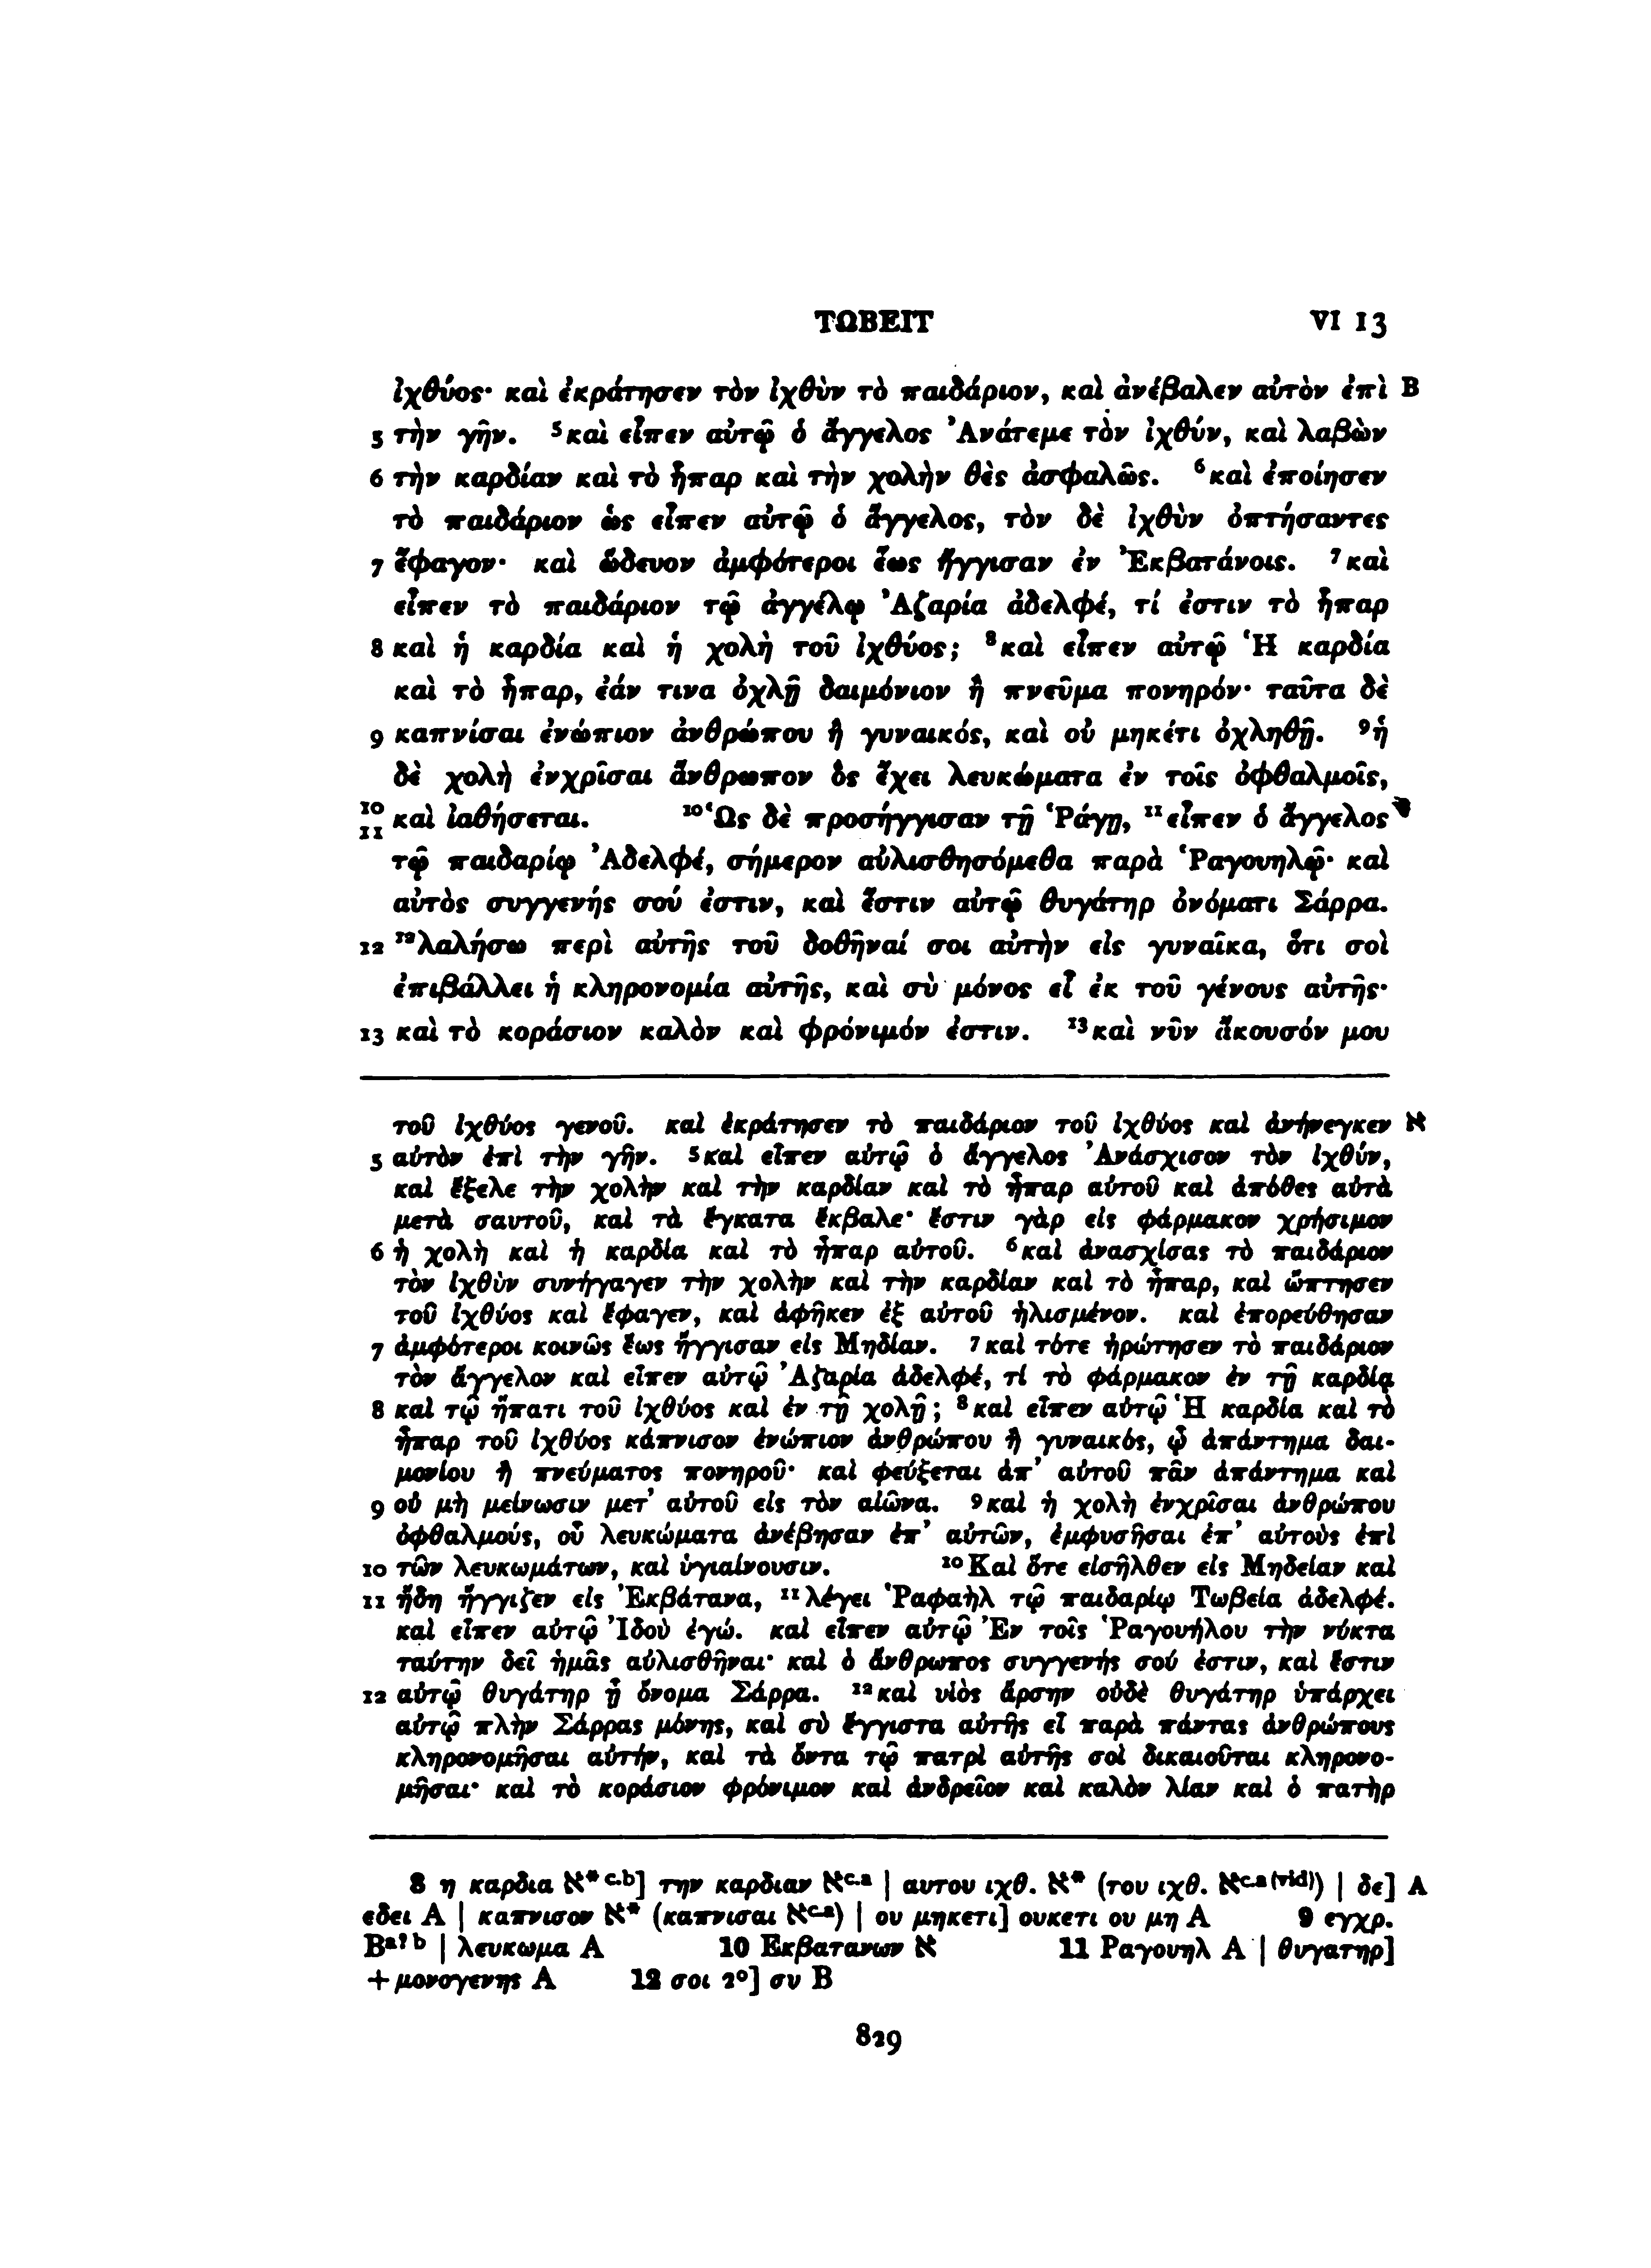 ΤΩΒΕΙΤ VI 13
ἰχθύος· καὶ ἐκράτησεν τὸν ἰχθὺν τὸ παιδάριον, καὶ ἀνέβαλεν αὐτὸν ἐπὶ B
5 τὴν γῆν. ⁵καὶ εἶπεν αὐτῷ ὁ ἄγγελος Ἀνάτεμε τὸν ἰχθύν, καὶ λαβὼν
6 τὴν καρδίαν καὶ τὸ ἧπαρ καὶ τὴν χολὴν θὲς ἀσφαλῶς. ⁶καὶ ἐποίησεν
τὸ παιδάριον ὡς εἶπεν αὐτῷ ὁ ἄγγελος, τὸν δὲ ἰχθὺν ὀπτήσαντες
7 ἔφαγον· καὶ ὥδευον ἀμφότεροι ἕως ἤγγισαν ἐν Ἐκβατάνοις. ⁷καὶ
εἶπεν τὸ παιδάριον τῷ ἀγγέλῳ Ἀζαρία ἀδελφέ, τί ἐστιν τὸ ἧπαρ
8 καὶ ἡ καρδία καὶ ἡ χολὴ τοῦ ἰχθύος; ⁸καὶ εἶπεν αὐτῷ Ἡ καρδία
καὶ τὸ ἧπαρ, ἐάν τινα ὀχλῇ δαιμόνιον ἢ πνεῦμα πονηρόν· ταῦτα δὲ
9 καπνίσαι ἐνώπιον ἀνθρώπου ἢ γυναικός, καὶ οὐ μηκέτι ὀχληθῇ. ⁹ἡ
δὲ χολὴ ἐνχρῖσαι ἄνθρωπον ὃς ἔχει λευκώματα ἐν τοῖς ὀφθαλμοῖς,
10 11 καὶ ἰαθήσεται. ¹⁰Ὡς δὲ προσήγγισαν τῇ Ῥάγῃ, ¹¹εἶπεν ὁ ἄγγελος
τῷ παιδαρίῳ Ἀδελφέ, σήμερον αὐλισθησόμεθα παρὰ Ῥαγουηλῷ· καὶ
αὐτὸς συγγενής σού ἐστιν, καὶ ἔστιν αὐτῷ θυγάτηρ ὀνόματι Σάρρα.
12 ¹²λαλήσω περὶ αὐτῆς τοῦ δοθῆναί σοι αὐτὴν εἰς γυναῖκα, ὅτι σοὶ
ἐπιβάλλει ἡ κληρονομία αὐτῆς, καὶ σὺ μόνος εἶ ἐκ τοῦ γένους αὐτῆς·
13 καὶ τὸ κοράσιον καλὸν καὶ φρόνιμόν ἐστιν. ¹³καὶ νῦν ἄκουσόν μου
τοῦ ἰχθύος γενοῦ. καὶ ἐκράτησεν τὸ παιδάριον τοῦ ἰχθύος καὶ ἀνήνεγκεν א
5 αὐτὸν ἐπὶ τὴν γῆν. ⁵καὶ εἶπεν αὐτῷ ὁ ἄγγελος Ἀνάσχισον τὸν ἰχθύν,
καὶ ἔξελε τὴν χολὴν καὶ τὴν καρδίαν καὶ τὸ ἧπαρ αὐτοῦ καὶ ἀπόθες αὐτὰ
μετὰ σαυτοῦ, καὶ τὰ ἔγκατα ἔκβαλε· ἔστιν γὰρ εἰς φάρμακον χρήσιμον
6 ἡ χολὴ καὶ ἡ καρδία καὶ τὸ ἧπαρ αὐτοῦ. ⁶καὶ ἀνασχίσας τὸ παιδάριον
τὸν ἰχθὺν συνήγαγεν τὴν χολὴν καὶ τὴν καρδίαν καὶ τὸ ἧπαρ, καὶ ὤπτησεν
τοῦ ἰχθύος καὶ ἔφαγεν, καὶ ἀφῆκεν ἐξ αὐτοῦ ἡλισμένον. καὶ ἐπορεύθησαν
7 ἀμφότεροι κοινῶς ἕως ἤγγισαν εἰς Μηδίαν. ⁷καὶ τότε ἠρώτησεν τὸ παιδάριον
τὸν ἄγγελον καὶ εἶπεν αὐτῷ Ἀζαρία ἀδελφέ, τί τὸ φάρμακον ἐν τῇ καρδίᾳ
8 καὶ τῷ ἥπατι τοῦ ἰχθύος καὶ ἐν τῇ χολῇ; ⁸καὶ εἶπεν αὐτῷ Ἡ καρδία καὶ τὸ
ἧπαρ τοῦ ἰχθύος κάπνισον ἐνώπιον ἀνθρώπου ἢ γυναικός, ᾧ ἀπάντημα δαι-
μονίου ἢ πνεύματος πονηροῦ· καὶ φεύξεται ἀπ’ αὐτοῦ πᾶν ἀπάντημα καὶ
9 οὐ μὴ μείνωσιν μετ’ αὐτοῦ εἰς τὸν αἰῶνα. ⁹καὶ ἡ χολὴ ἐνχρῖσαι ἀνθρώπου
ὀφθαλμούς, οὗ λευκώματα ἀνέβησαν ἐπ’ αὐτῶν, ἐμφυσῆσαι ἐπ’ αὐτοὺς ἐπὶ
10 τῶν λευκωμάτων, καὶ ὑγιαίνουσιν. ¹⁰Καὶ ὅτε εἰσῆλθεν εἰς Μηδείαν καὶ
11 ἤδη ἤγγιζεν εἰς Ἐκβάτανα, ¹¹λέγει Ῥαφαὴλ τῷ παιδαρίῳ Τωβεία ἀδελφέ.
καὶ εἶπεν αὐτῷ Ἰδοὺ ἐγώ. καὶ εἶπεν αὐτῷ Ἐν τοῖς Ῥαγουήλου τὴν νύκτα
ταύτην δεῖ ἡμᾶς αὐλισθῆναι· καὶ ὁ ἄνθρωπος συγγενής σού ἐστιν, καὶ ἔστιν
12 αὐτῷ θυγάτηρ ᾗ ὄνομα Σάρρα. ¹²καὶ υἱὸς ἄρσην οὐδὲ θυγάτηρ ὑπάρχει
αὐτῷ πλὴν Σάρρας μόνης, καὶ σὺ ἔγγιστα αὐτῆς εἶ παρὰ πάντας ἀνθρώπους
κληρονομῆσαι αὐτήν, καὶ τὰ ὄντα τῷ πατρὶ αὐτῆς σοὶ δικαιοῦται κληρονο-
μῆσαι· καὶ τὸ κοράσιον φρόνιμον καὶ ἀνδρεῖον καὶ καλὸν λίαν καὶ ὁ πατὴρ
8 η καρδια א* c.b] την καρδιαν א c.a | αυτου ιχθ. א* (του ιχθ. א c.a (vid)) | δε] A
εδει A | καπνισον א* (καπνισαι א c.a) | ου μηκετι] ουκετι ου μη A 9 εγχρ.
B a?b | λευκωμα A 10 Εκβατανων א 11 Ραγουηλ A | θυγατηρ]
+ μονογενης A 12 σοι 2°] συ B
829